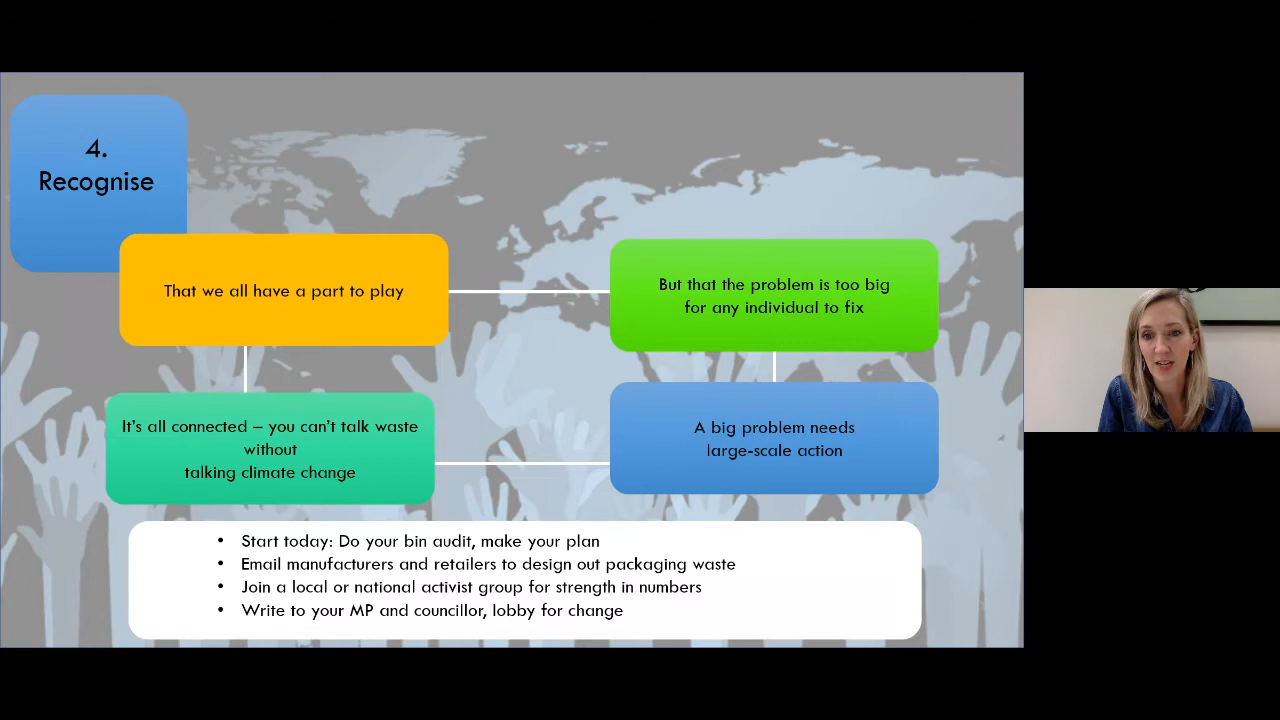 4.
Recognise
That we all have a part to play
But that the problem is too big
for any individual to fix
It's all connected – you can't talk waste
without
talking climate change
A big problem needs
large-scale action
• Start today: Do your bin audit, make your plan
• Email manufacturers and retailers to design out packaging waste
• Join a local or national activist group for strength in numbers
• Write to your MP and councillor, lobby for change